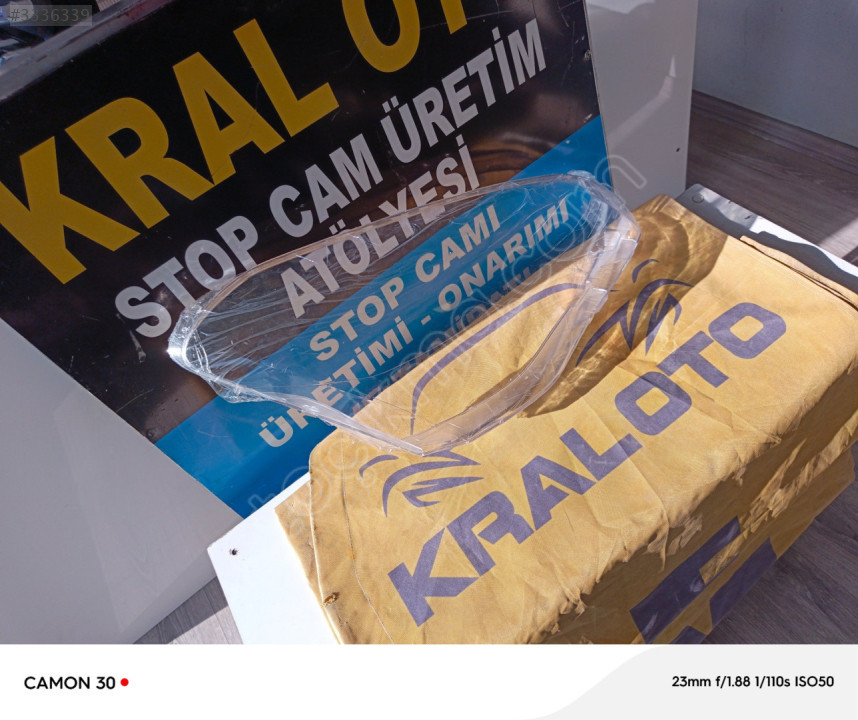 #3336339
KRAL OT
STOP CAM ÜRETİM
ATÖLYESİ
STOP CAMI
ÜRETİMİ - ONARIMI
KRALOTO
CAMON 30
23mm f/1.88 1/110s ISO50